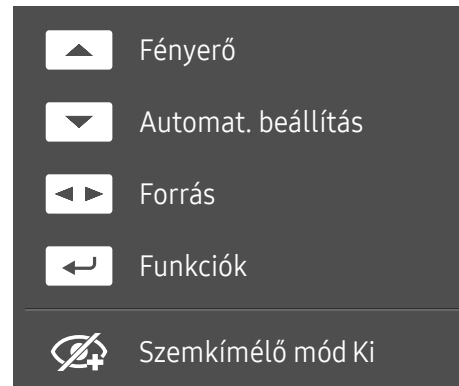 Fényerő
Automat. beállítás
Forrás
Funkciók
Szemkímélő mód Ki